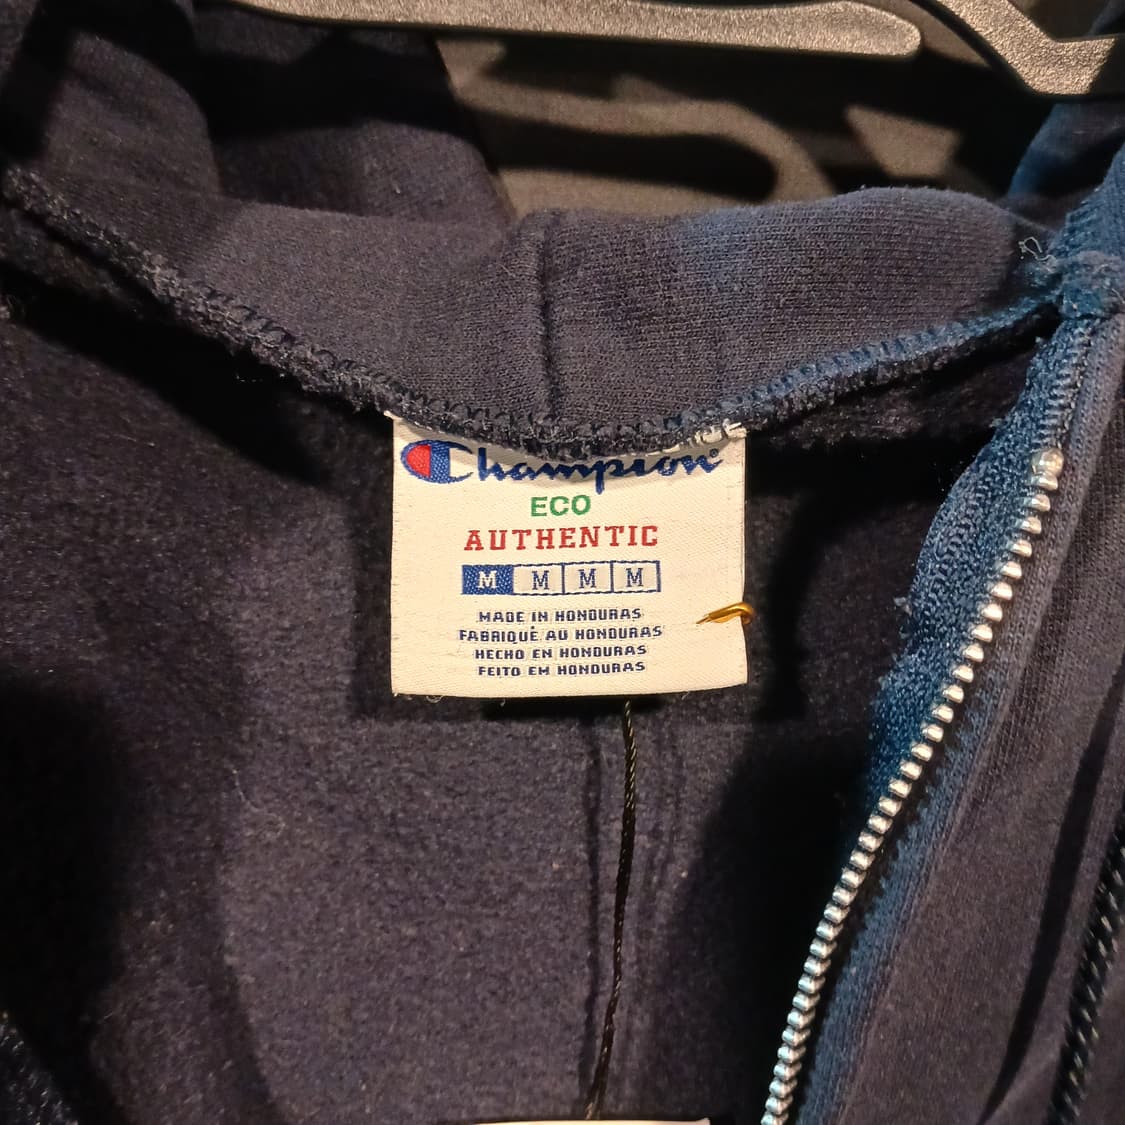 Champion®
ECO
AUTHENTIC
M M M M
MADE IN HONDURAS
FABRIQUÉ AU HONDURAS
HECHO EN HONDURAS
FEITO EM HONDURAS